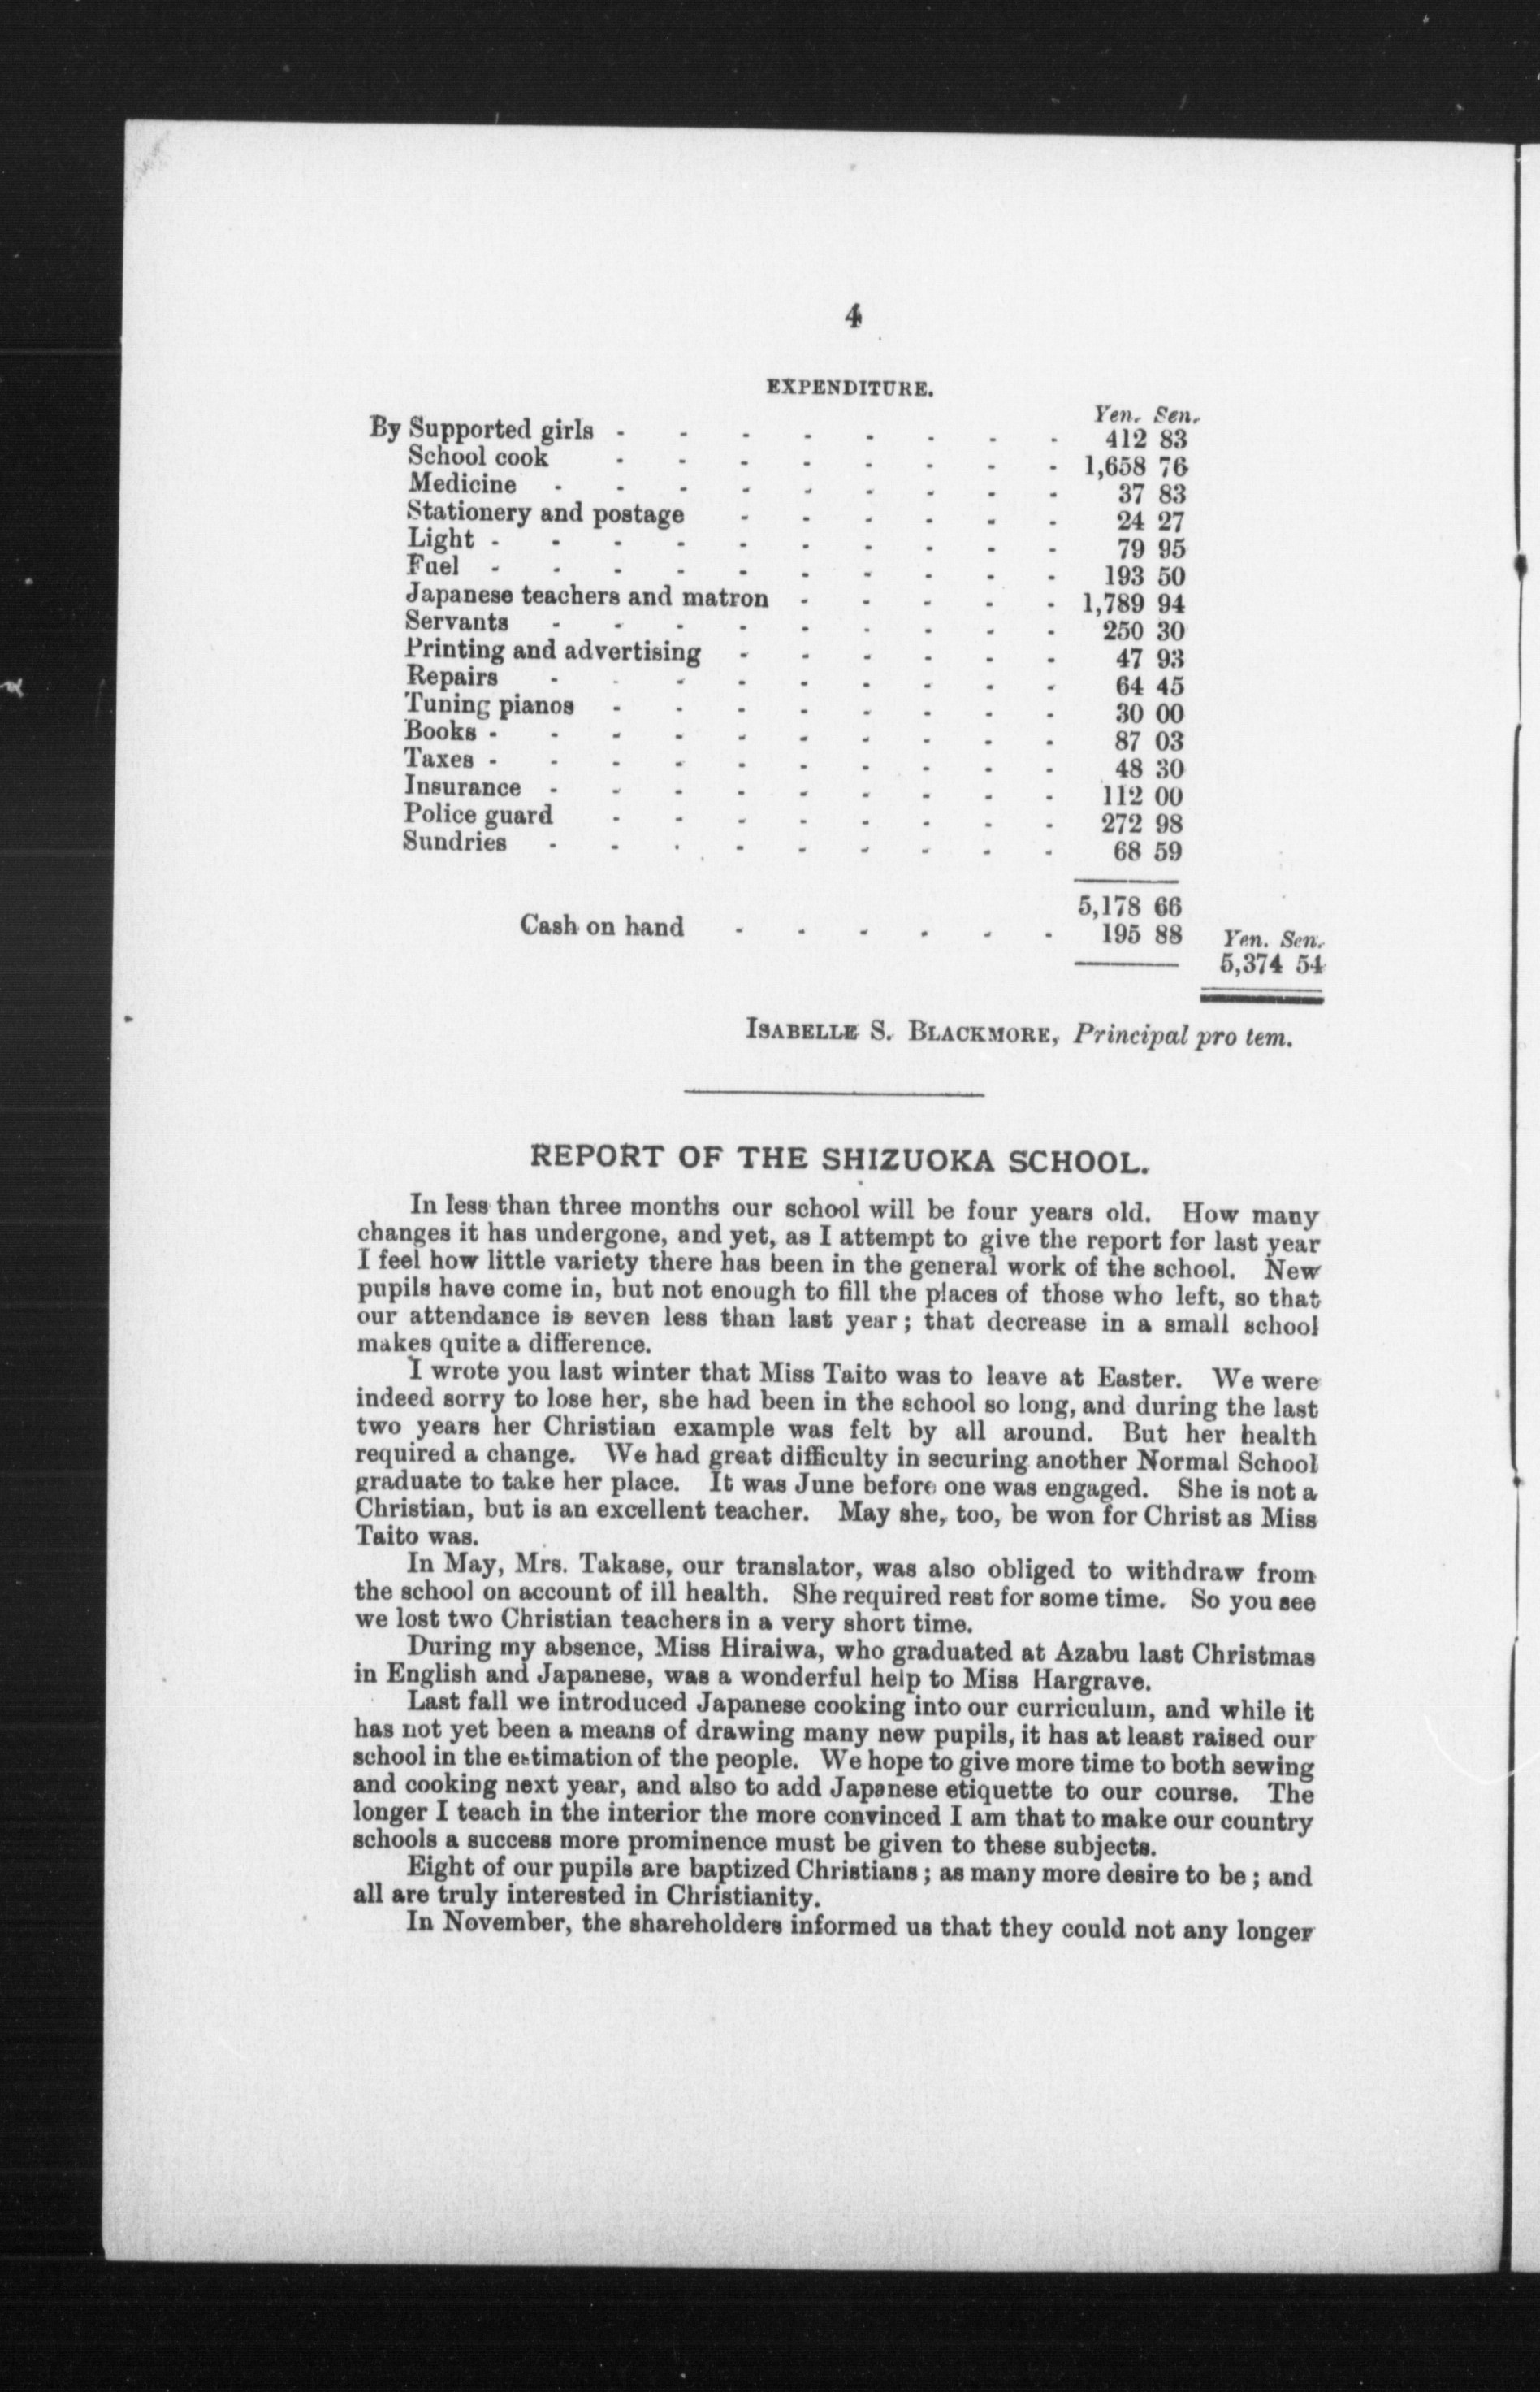 4
EXPENDITURE.
Yen. Sen.
By Supported girls - - - - - - - - 412 83
School cook - - - - - - - - 1,658 76
Medicine - - - - - - - - - 37 83
Stationery and postage - - - - - - 24 27
Light - - - - - - - - - - 79 95
Fuel - - - - - - - - - - 193 50
Japanese teachers and matron - - - - - 1,789 94
Servants - - - - - - - - - 250 30
Printing and advertising - - - - - - 47 93
Repairs - - - - - - - - - 64 45
Tuning pianos - - - - - - - - 30 00
Books - - - - - - - - - - 87 03
Taxes - - - - - - - - - - 48 30
Insurance - - - - - - - - - 112 00
Police guard - - - - - - - - 272 98
Sundries - - - - - - - - - 68 59
5,178 66
Cash on hand - - - - - - 195 88 Yen. Sen.
5,374 54
ISABELLE S. BLACKMORE, Principal pro tem.
REPORT OF THE SHIZUOKA SCHOOL.
In less than three months our school will be four years old. How many
changes it has undergone, and yet, as I attempt to give the report for last year
I feel how little variety there has been in the general work of the school. New
pupils have come in, but not enough to fill the places of those who left, so that
our attendance is seven less than last year; that decrease in a small school
makes quite a difference.
I wrote you last winter that Miss Taito was to leave at Easter. We were
indeed sorry to lose her, she had been in the school so long, and during the last
two years her Christian example was felt by all around. But her health
required a change. We had great difficulty in securing another Normal School
graduate to take her place. It was June before one was engaged. She is not a
Christian, but is an excellent teacher. May she, too, be won for Christ as Miss
Taito was.
In May, Mrs. Takase, our translator, was also obliged to withdraw from
the school on account of ill health. She required rest for some time. So you see
we lost two Christian teachers in a very short time.
During my absence, Miss Hiraiwa, who graduated at Azabu last Christmas
in English and Japanese, was a wonderful help to Miss Hargrave.
Last fall we introduced Japanese cooking into our curriculum, and while it
has not yet been a means of drawing many new pupils, it has at least raised our
school in the estimation of the people. We hope to give more time to both sewing
and cooking next year, and also to add Japanese etiquette to our course. The
longer I teach in the interior the more convinced I am that to make our country
schools a success more prominence must be given to these subjects.
Eight of our pupils are baptized Christians; as many more desire to be; and
all are truly interested in Christianity.
In November, the shareholders informed us that they could not any longer